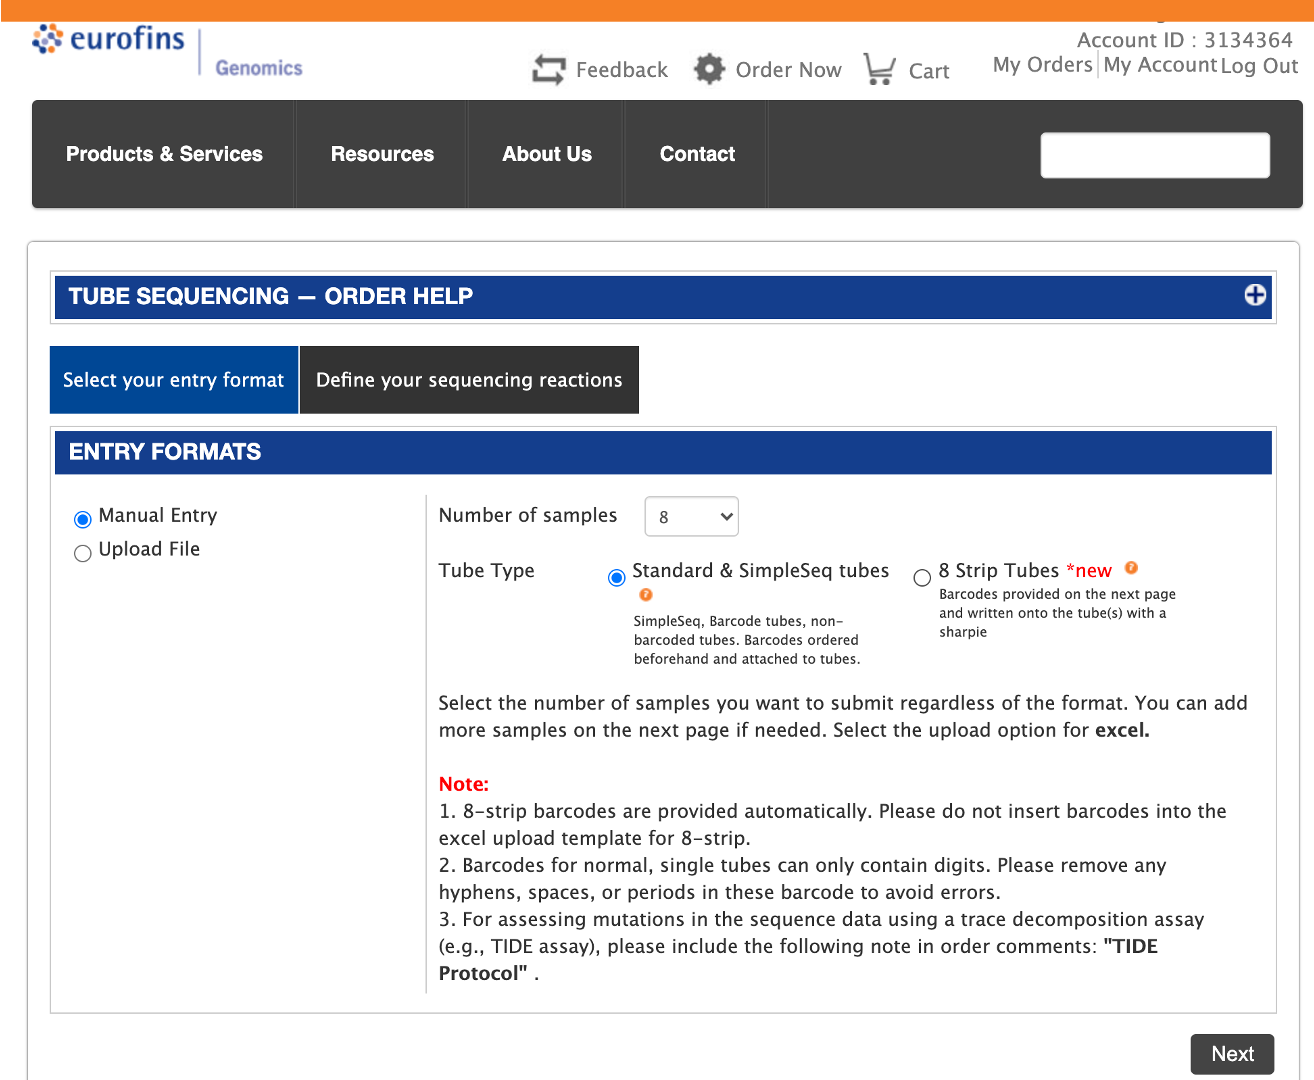 eurofins
Genomics
Account ID : 3134364
Feedback
Order Now
Cart
My Orders
My Account
Log Out
Products & Services
Resources
About Us
Contact
TUBE SEQUENCING — ORDER HELP
Select your entry format
Define your sequencing reactions
ENTRY FORMATS
Manual Entry
Upload File
Number of samples
8
Tube Type
Standard & SimpleSeq tubes
?
SimpleSeq, Barcode tubes, non-
barcoded tubes. Barcodes ordered
beforehand and attached to tubes.
8 Strip Tubes *new ?
Barcodes provided on the next page
and written onto the tube(s) with a
sharpie
Select the number of samples you want to submit regardless of the format. You can add
more samples on the next page if needed. Select the upload option for excel.
Note:
1. 8-strip barcodes are provided automatically. Please do not insert barcodes into the
excel upload template for 8-strip.
2. Barcodes for normal, single tubes can only contain digits. Please remove any
hyphens, spaces, or periods in these barcode to avoid errors.
3. For assessing mutations in the sequence data using a trace decomposition assay
(e.g., TIDE assay), please include the following note in order comments: "TIDE
Protocol" .
Next